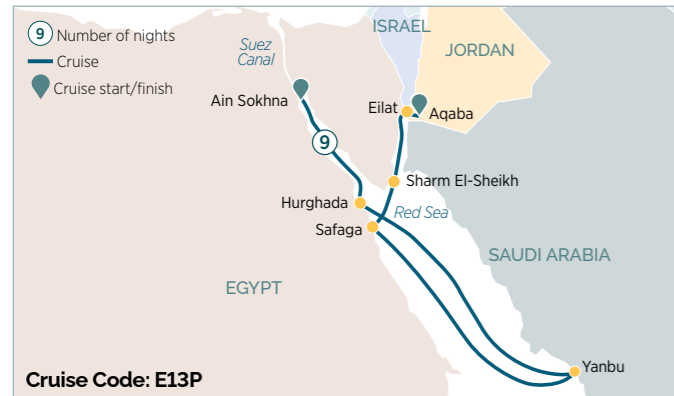 9 Number of nights
Cruise
Cruise start/finish
Suez
Canal
ISRAEL
JORDAN
Ain Sokhna
Eilat
Aqaba
9
Sharm El-Sheikh
Hurghada
Red Sea
Safaga
SAUDI ARABIA
EGYPT
Yanbu
Cruise Code: E13P